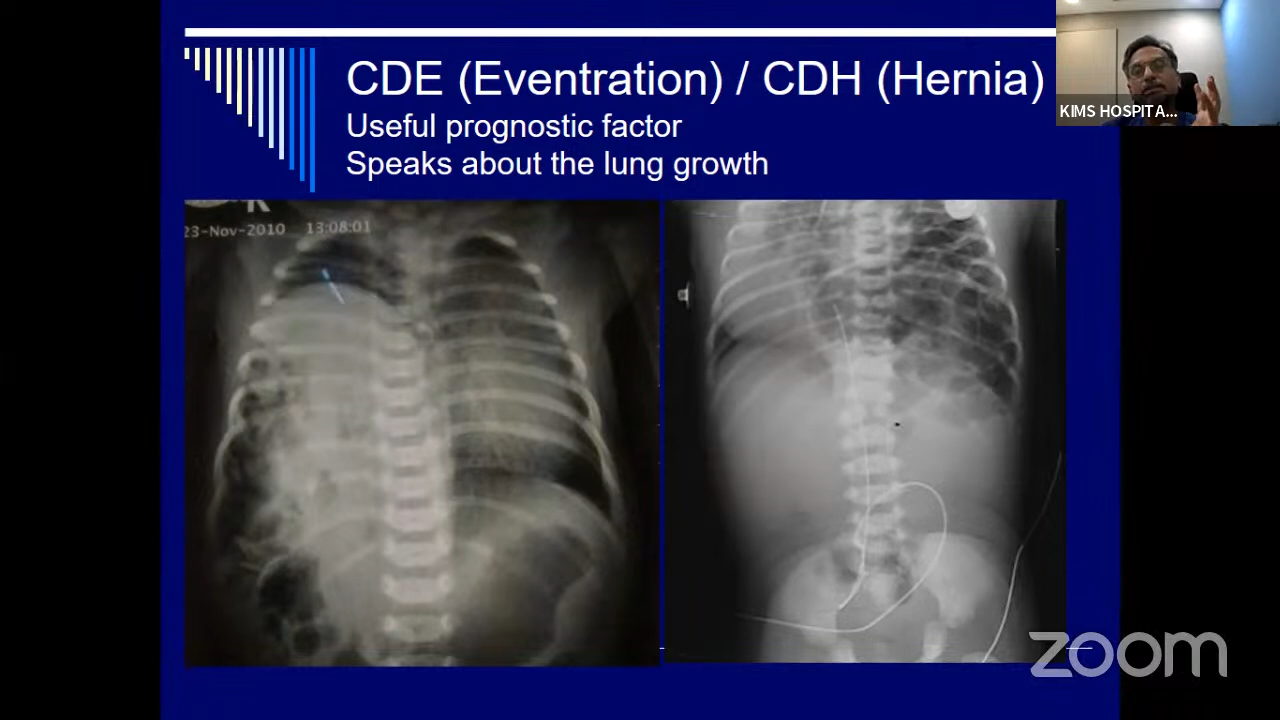 CDE (Eventration) / CDH (Hernia)
Useful prognostic factor
Speaks about the lung growth
KIMS HOSPITA...
R
23-Nov-2010 13:08:01
zoom